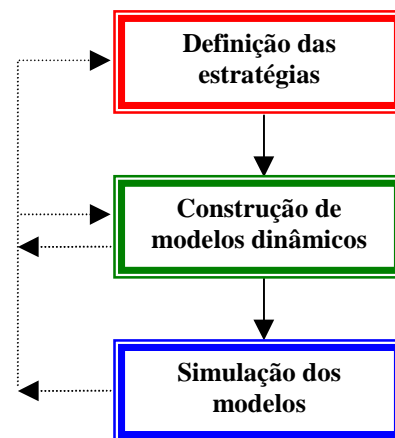 Definição das
estratégias
Construção de
modelos dinâmicos
Simulação dos
modelos